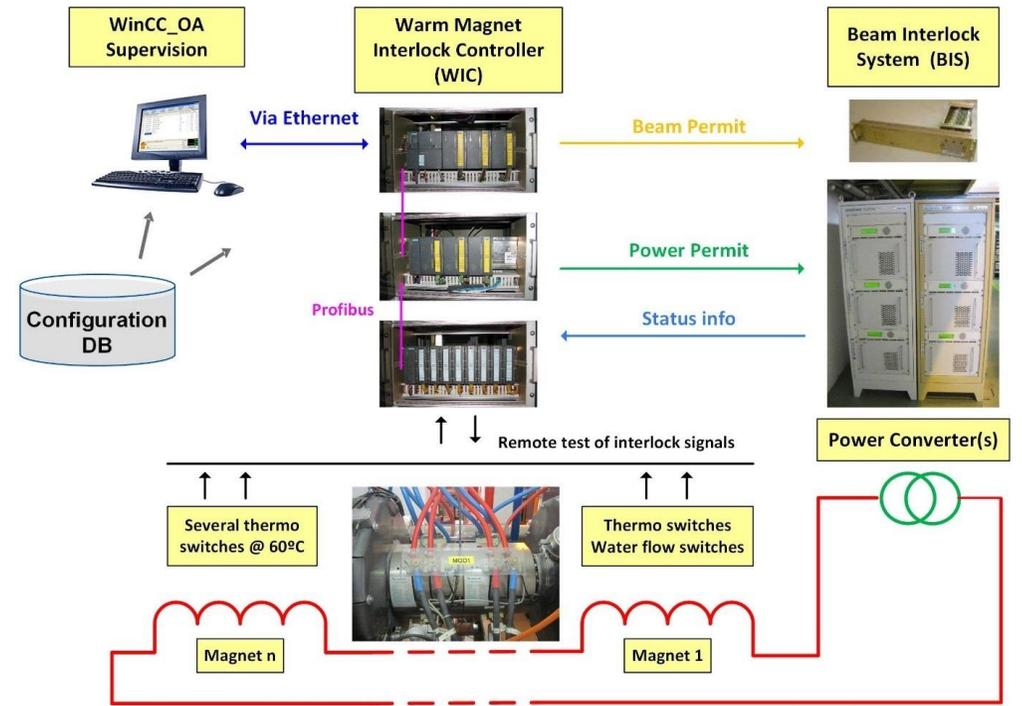 WinCC_OA
Supervision
Warm Magnet
Interlock Controller
(WIC)
Beam Interlock
System (BIS)
Via Ethernet
Beam Permit
Power Permit
Profibus
Status info
Configuration
DB
Remote test of interlock signals
Power Converter(s)
Several thermo
switches @ 60ºC
MQD1
Thermo switches
Water flow switches
Magnet n
Magnet 1